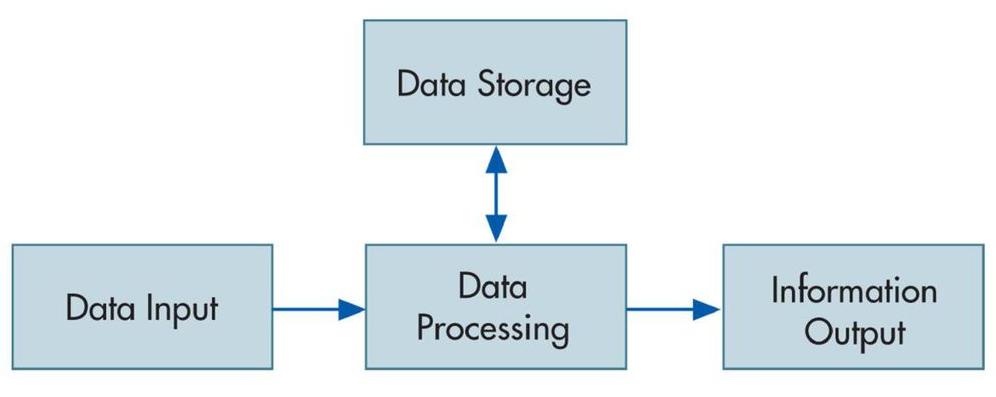 Data Storage
Data Input
Data
Processing
Information
Output